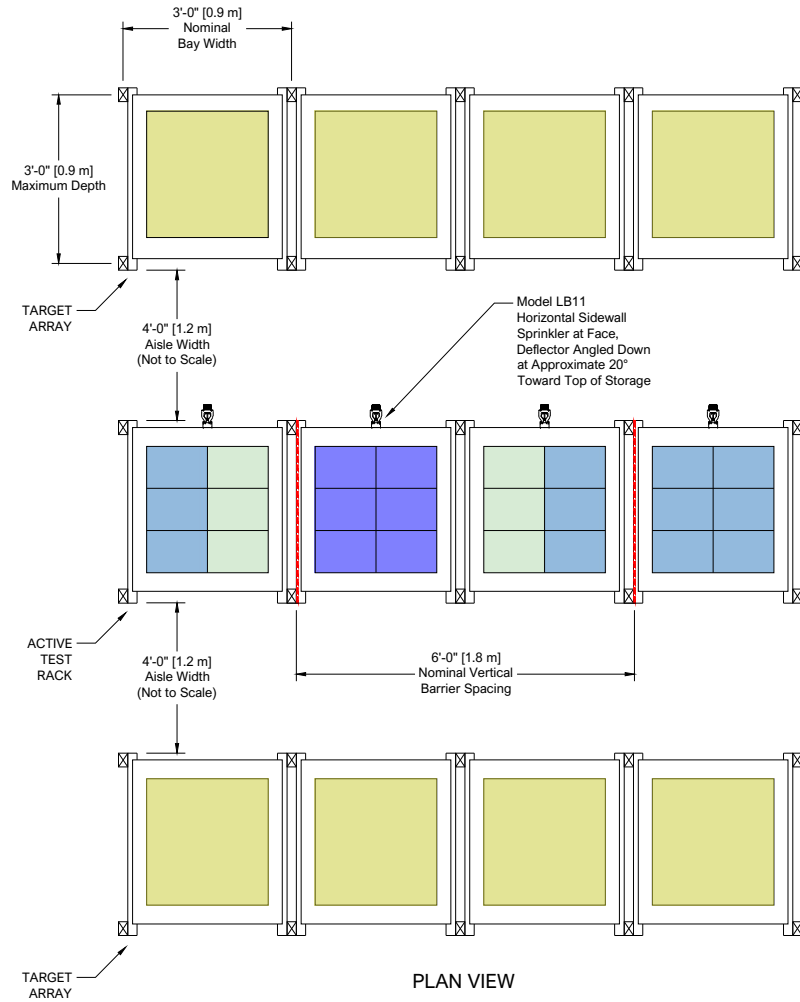 3'-0" [0.9 m]
Nominal
Bay Width
3'-0" [0.9 m]
Maximum Depth
TARGET
ARRAY
4'-0" [1.2 m]
Aisle Width
(Not to Scale)
Model LB11
Horizontal Sidewall
Sprinkler at Face,
Deflector Angled Down
at Approximate 20°
Toward Top of Storage
ACTIVE
TEST
RACK
4'-0" [1.2 m]
Aisle Width
(Not to Scale)
6'-0" [1.8 m]
Nominal Vertical
Barrier Spacing
TARGET
ARRAY
PLAN VIEW